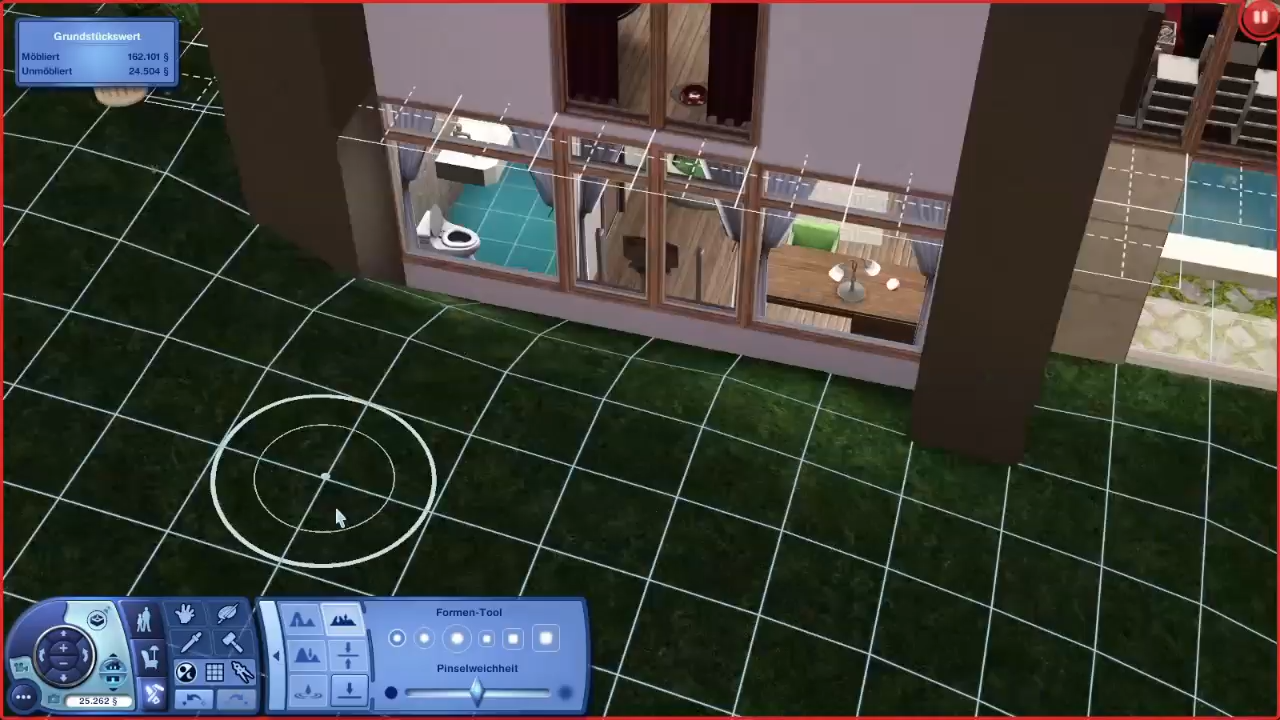 Grundstückswert
Möbliert 162.101 §
Unmöbliert 24.504 §
Formen-Tool
Pinselweichheit
25.262 §